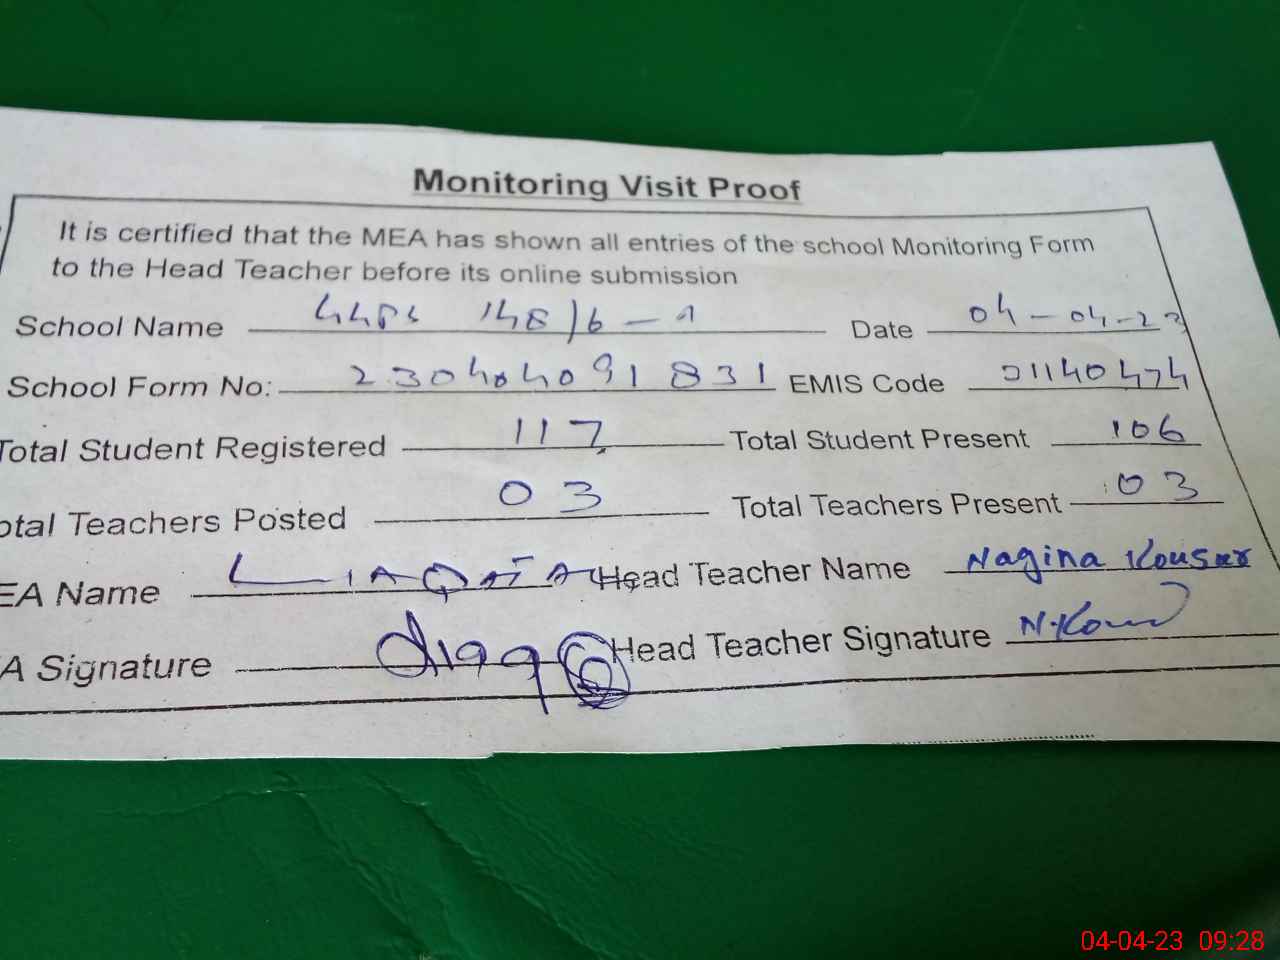 Monitoring Visit Proof
It is certified that the MEA has shown all entries of the school Monitoring Form
to the Head Teacher before its online submission
School Name 148/6-R Date 04-04-23
School Form No: 230404091831 EMIS Code 31140474
Total Student Registered 117 Total Student Present 106
otal Teachers Posted 03 Total Teachers Present 03
EA Name LIAQAT Head Teacher Name Nagina Kousar
A Signature Head Teacher Signature N.Kou
04-04-23 09:28